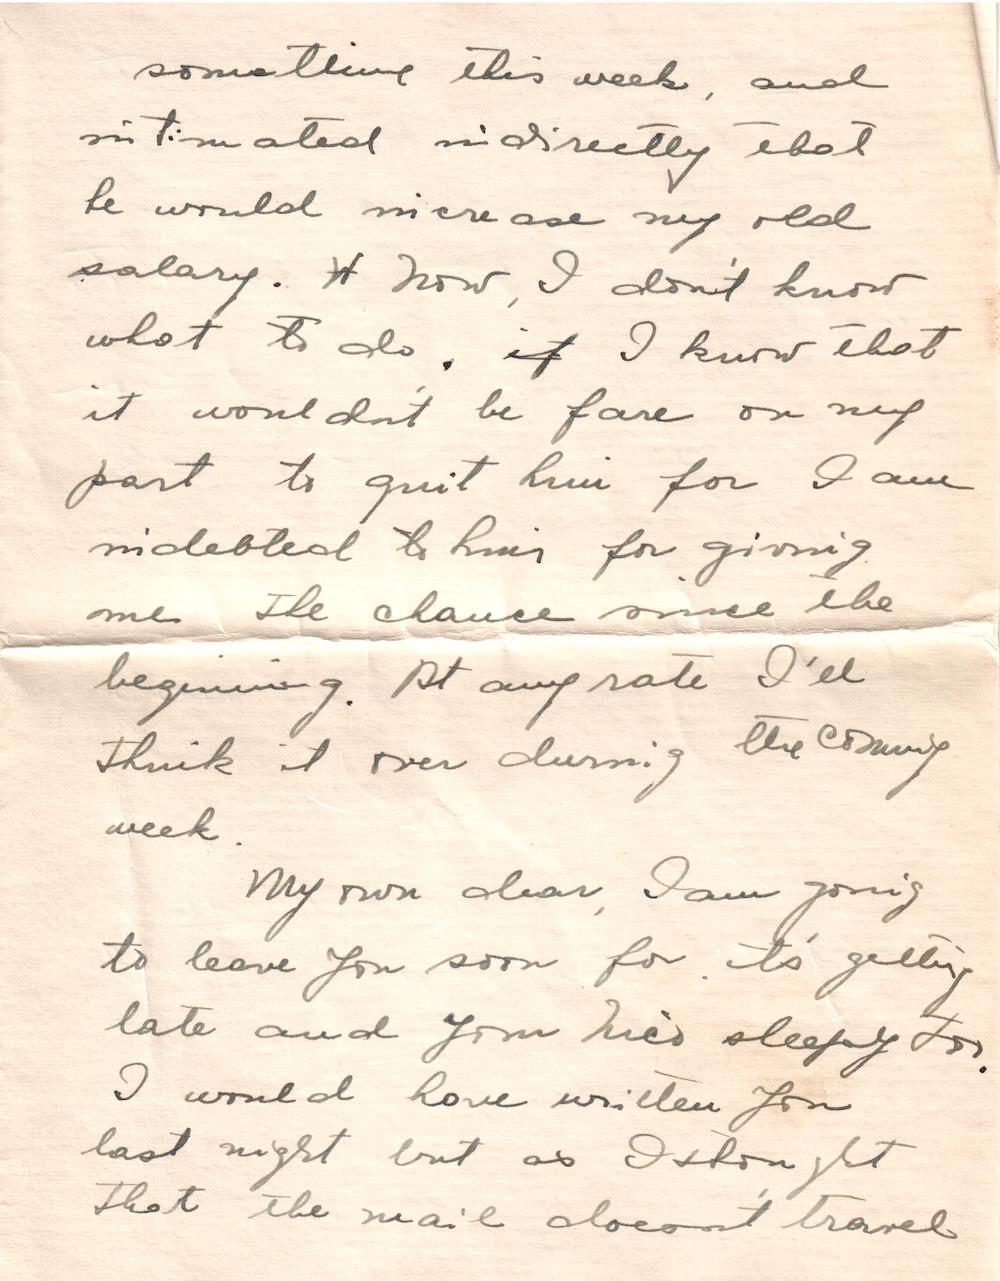 something this week, and
intimated indirectly that
he would increase my old
salary. Now, I don't know
what to do. if I know that
it wouldn't be fare on my
part to quit him for I am
indebted to him for giving
me the chance since the
beginning. At any rate I'll
think it over during the coming
week.
My own dear, I am going
to leave you soon for it's getting
late and your Nic's sleepy too.
I would have written you
last night but as I thought
that the mail doesn't travel